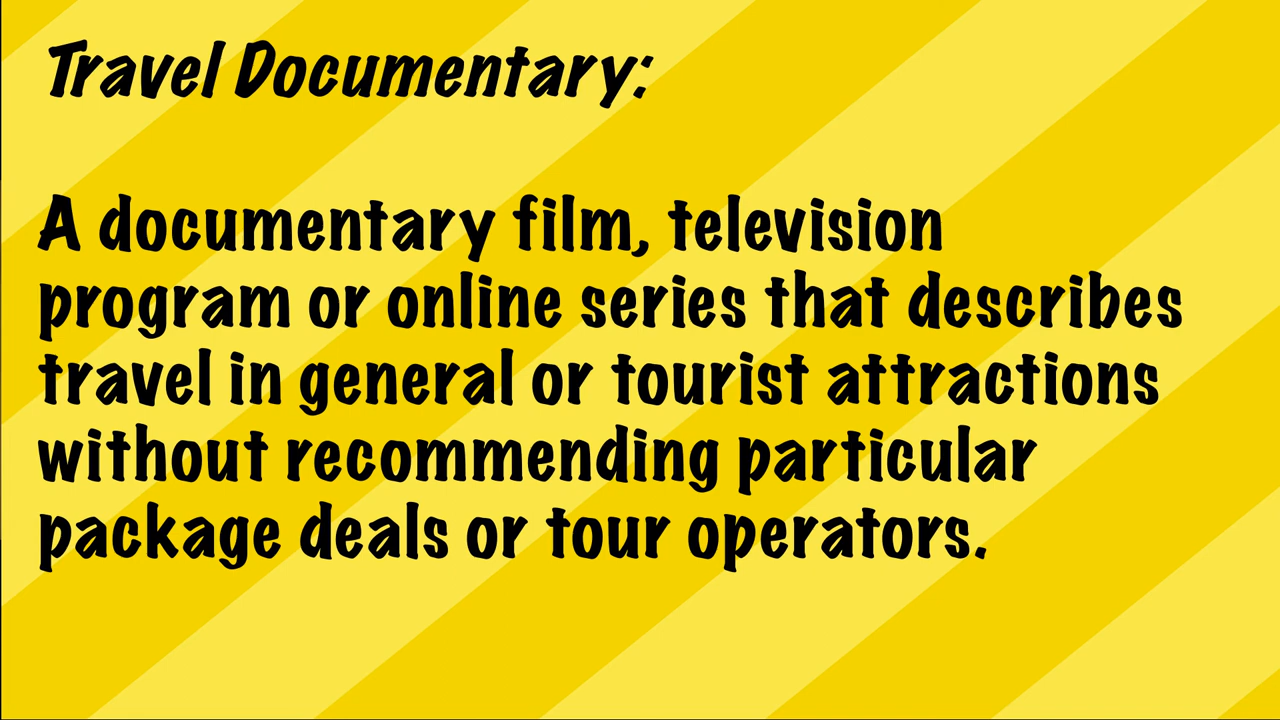 Travel Documentary:
A documentary film, television
program or online series that describes
travel in general or tourist attractions
without recommending particular
package deals or tour operators.